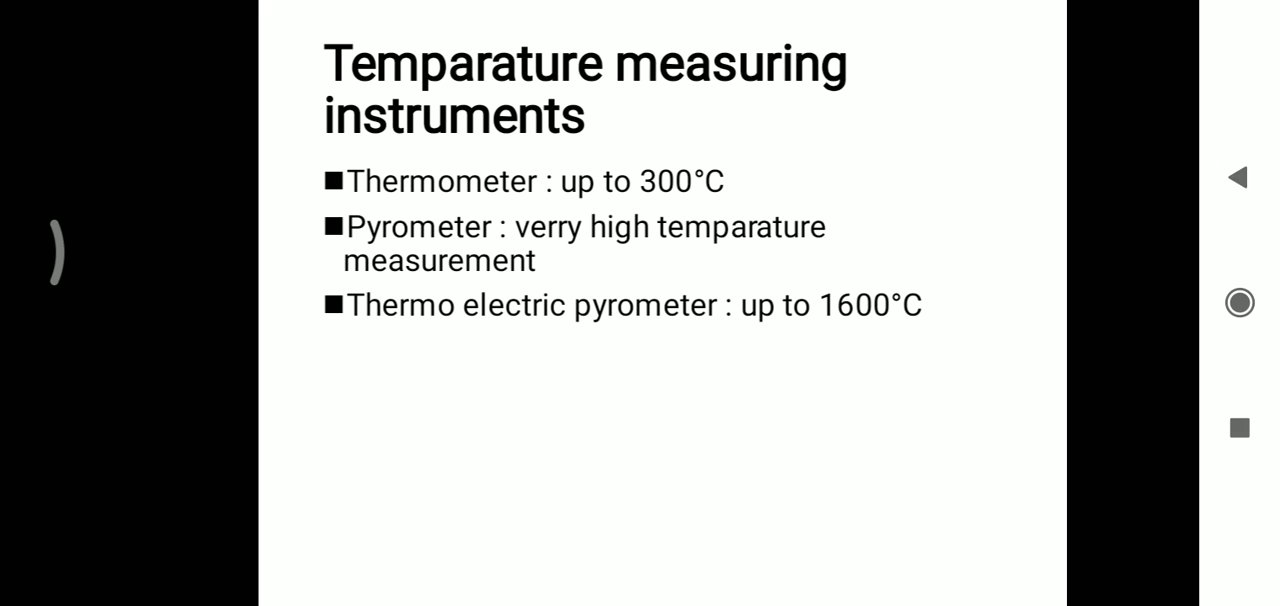 Temparature measuring
instruments
■Thermometer : up to 300°C
■Pyrometer : verry high temparature
measurement
■Thermo electric pyrometer : up to 1600°C